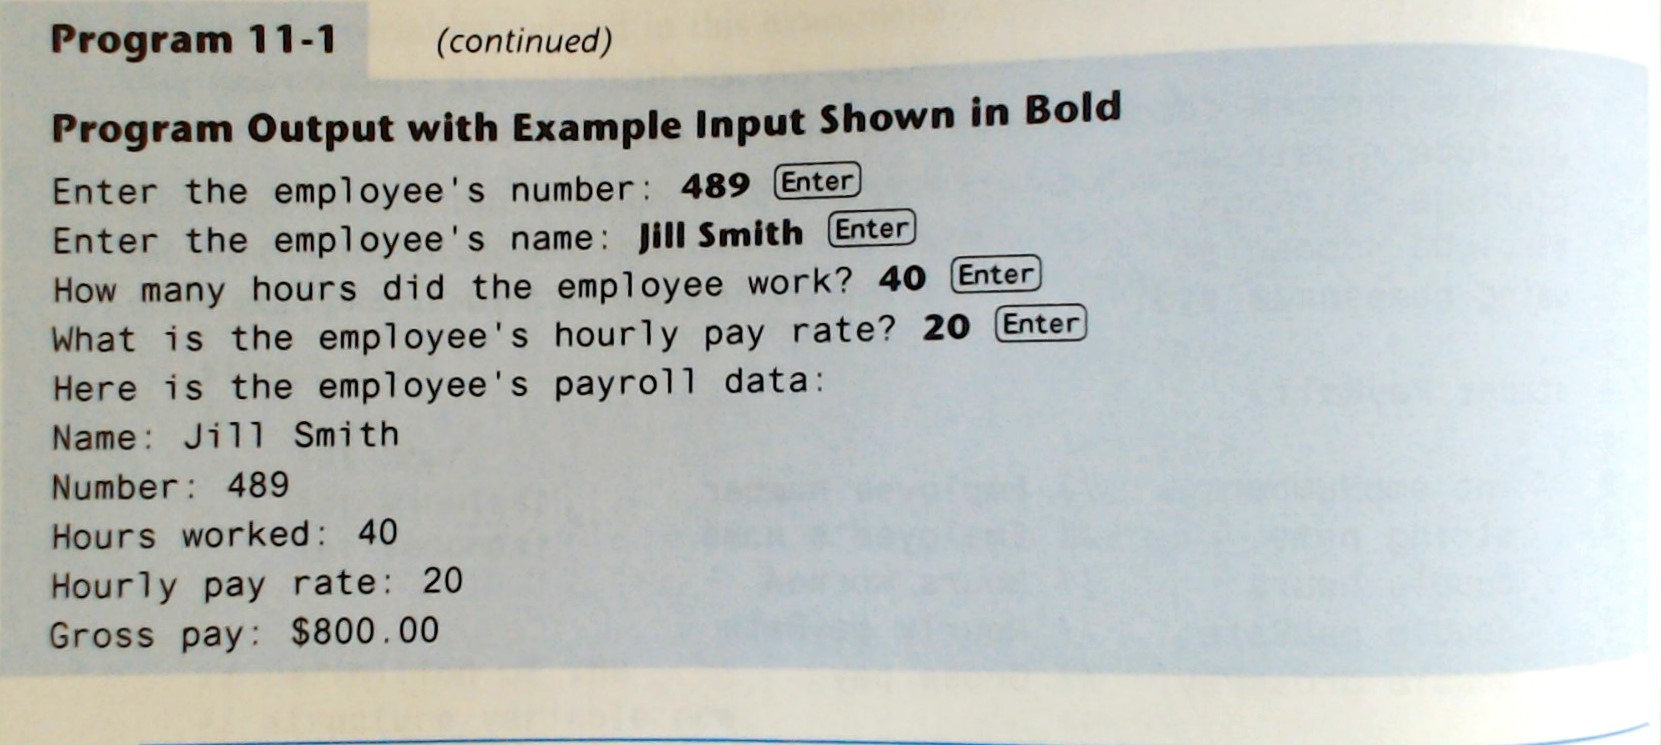 Program 11-1 (continued)
Program Output with Example Input Shown in Bold
Enter the employee's number: 489 Enter
Enter the employee's name: Jill Smith Enter
How many hours did the employee work? 40 Enter
What is the employee's hourly pay rate? 20 Enter
Here is the employee's payroll data:
Name: Jill Smith
Number: 489
Hours worked: 40
Hourly pay rate: 20
Gross pay: $800.00